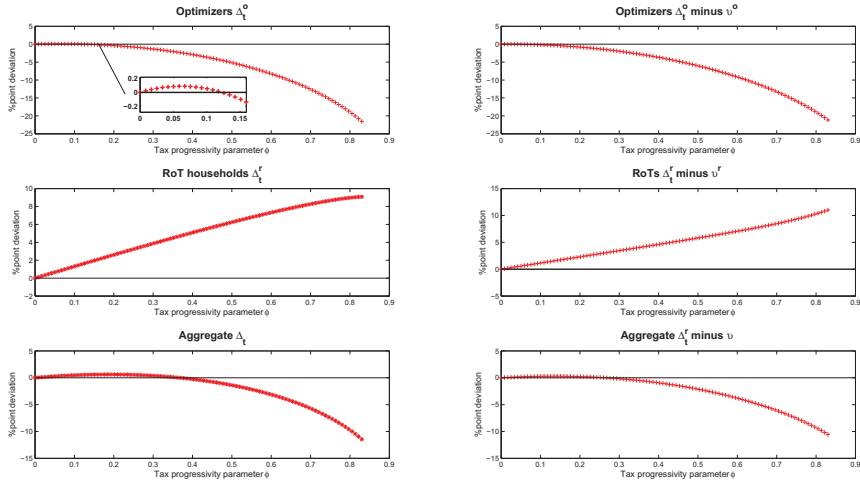 Optimizers Δ_t^o
%point deviation
5
0
−5
−10
−15
−20
−25
0 0.1 0.2 0.3 0.4 0.5 0.6 0.7 0.8 0.9
Tax progressivity parameter ϕ
0.2
0
−0.2
0 0.05 0.1 0.15
Optimizers Δ_t^o minus υ^o
%point deviation
5
0
−5
−10
−15
−20
−25
0 0.1 0.2 0.3 0.4 0.5 0.6 0.7 0.8 0.9
Tax progressivity parameter ϕ
RoT households Δ_t^r
%point deviation
10
8
6
4
2
0
−2
0 0.1 0.2 0.3 0.4 0.5 0.6 0.7 0.8 0.9
Tax progressivity parameter ϕ
RoTs Δ_t^r minus υ^r
%point deviation
15
10
5
0
−5
0 0.1 0.2 0.3 0.4 0.5 0.6 0.7 0.8 0.9
Tax progressivity parameter ϕ
Aggregate Δ_t
%point deviation
5
0
−5
−10
−15
0 0.1 0.2 0.3 0.4 0.5 0.6 0.7 0.8 0.9
Tax progressivity parameter ϕ
Aggregate Δ_t^r minus υ
%point deviation
5
0
−5
−10
−15
0 0.1 0.2 0.3 0.4 0.5 0.6 0.7 0.8 0.9
Tax progressivity parameter ϕ